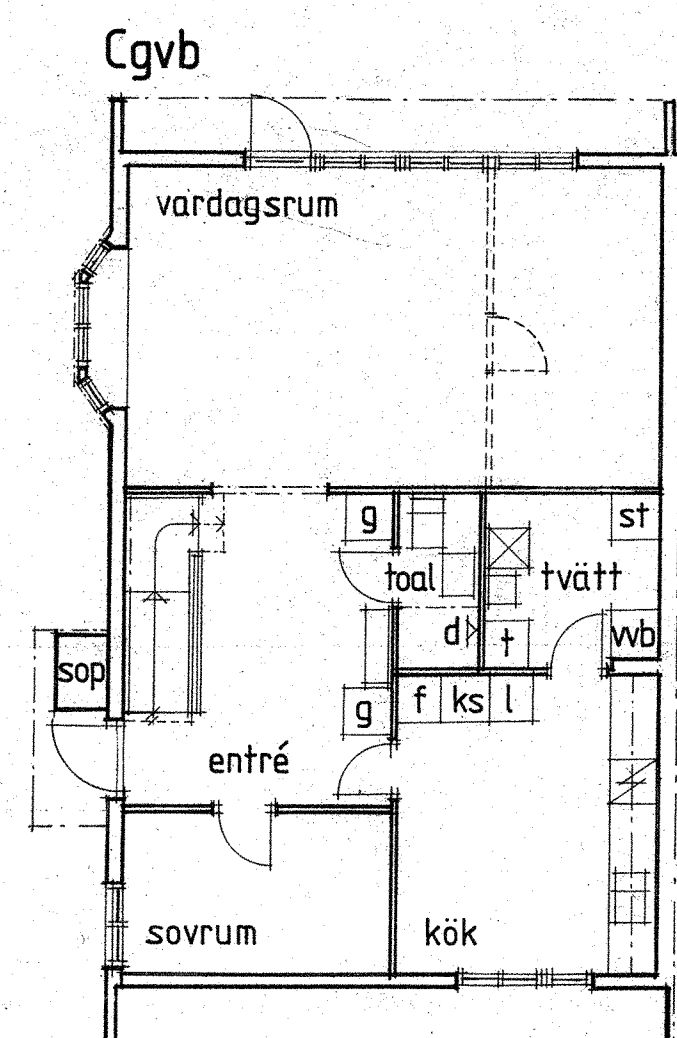 Cgvb
vardagsrum
g
st
toal
tvätt
d
t
vvb
sop
g
f
ks
l
entré
sovrum
kök